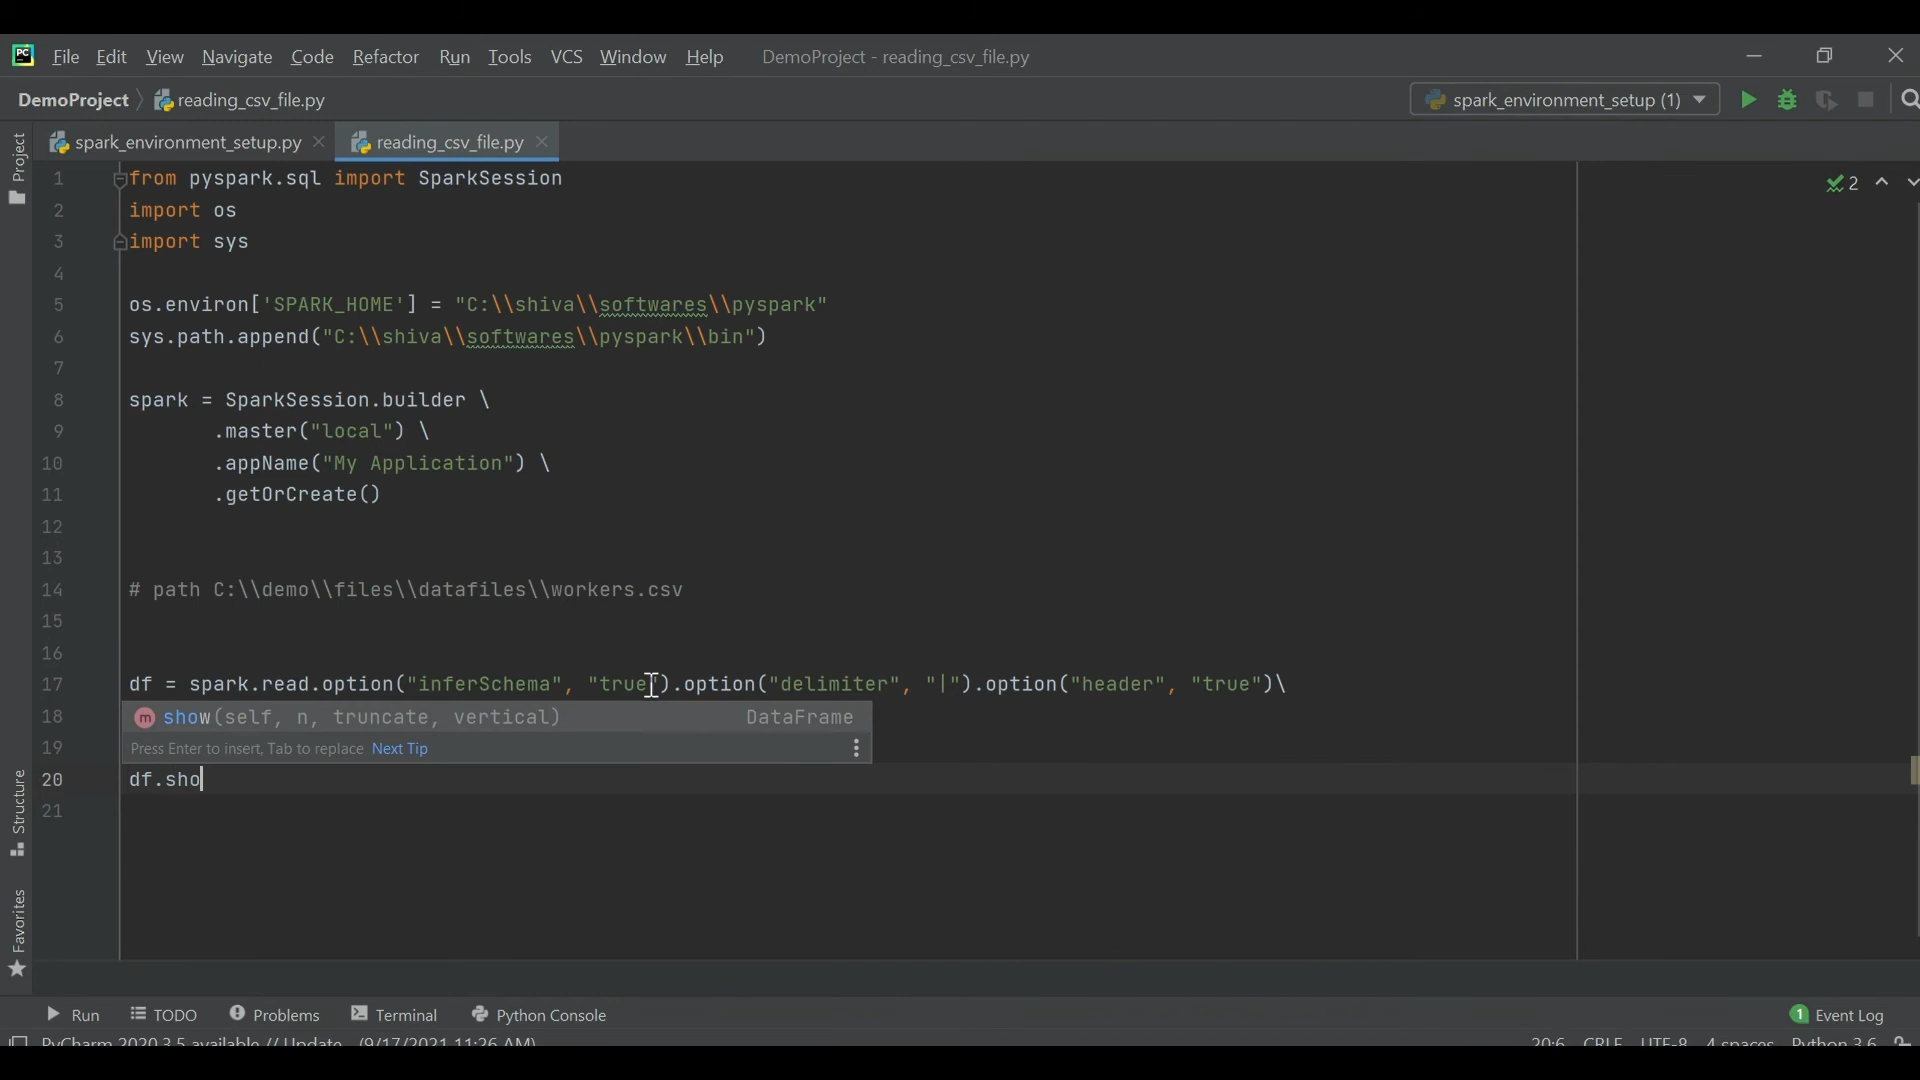 PC File Edit View Navigate Code Refactor Run Tools VCS Window Help DemoProject - reading_csv_file.py
DemoProject reading_csv_file.py spark_environment_setup (1)
spark_environment_setup.py reading_csv_file.py
Project
1 from pyspark.sql import SparkSession
2
2 import os
3 import sys
4
5 os.environ['SPARK_HOME'] = "C:\\shiva\\softwares\\pyspark"
6 sys.path.append("C:\\shiva\\softwares\\pyspark\\bin")
7
8 spark = SparkSession.builder \
9 .master("local") \
10 .appName("My Application") \
11 .getOrCreate()
12
13
14 # path C:\\demo\\files\\datafiles\\workers.csv
15
16
17 df = spark.read.option("inferSchema", "true").option("delimiter", "|").option("header", "true")\
18 m show(self, n, truncate, vertical) DataFrame
19 Press Enter to insert, Tab to replace Next Tip
20 df.sho
21
Structure
Favorites
Run TODO Problems Terminal Python Console 1 Event Log
PyCharm 2020.3.5 available // Update... (9/17/2021 11:26 AM) 20:6 CRLF UTF-8 4 spaces Python 3.6